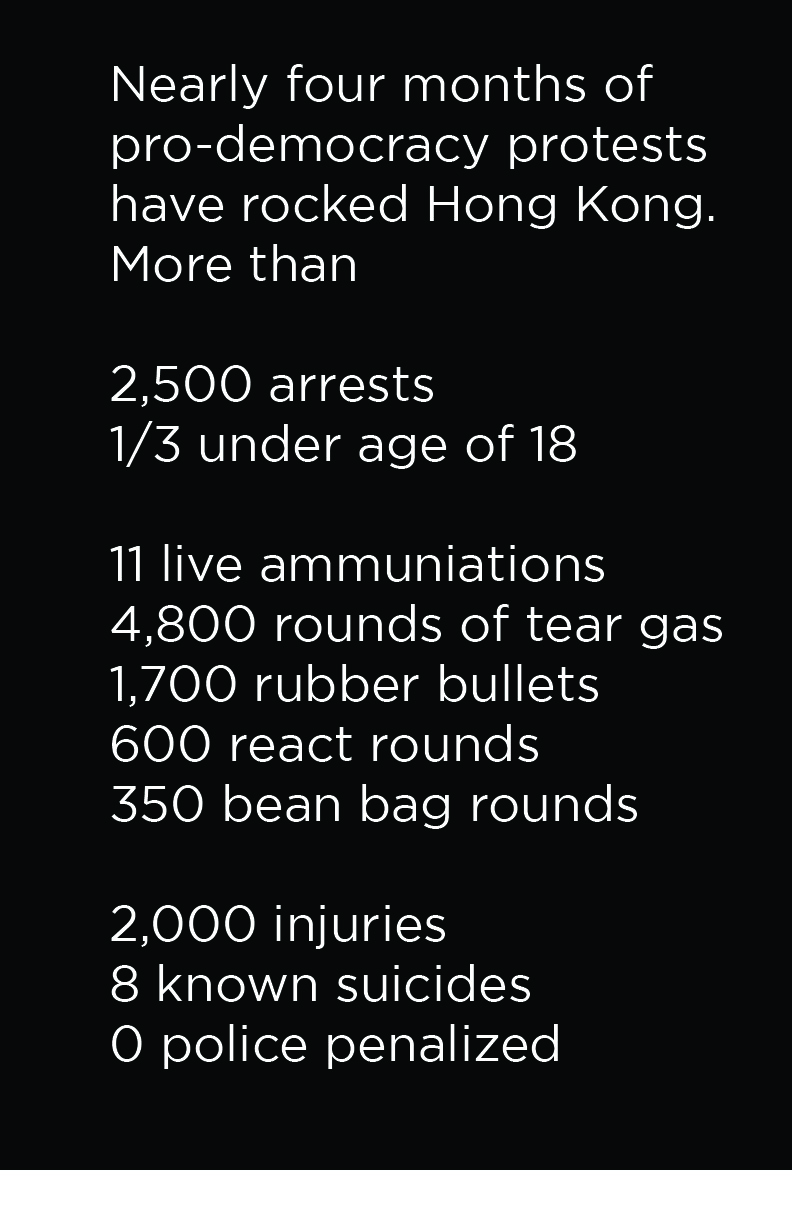 Nearly four months of
pro-democracy protests
have rocked Hong Kong.
More than
2,500 arrests
1/3 under age of 18
11 live ammuniations
4,800 rounds of tear gas
1,700 rubber bullets
600 react rounds
350 bean bag rounds
2,000 injuries
8 known suicides
0 police penalized